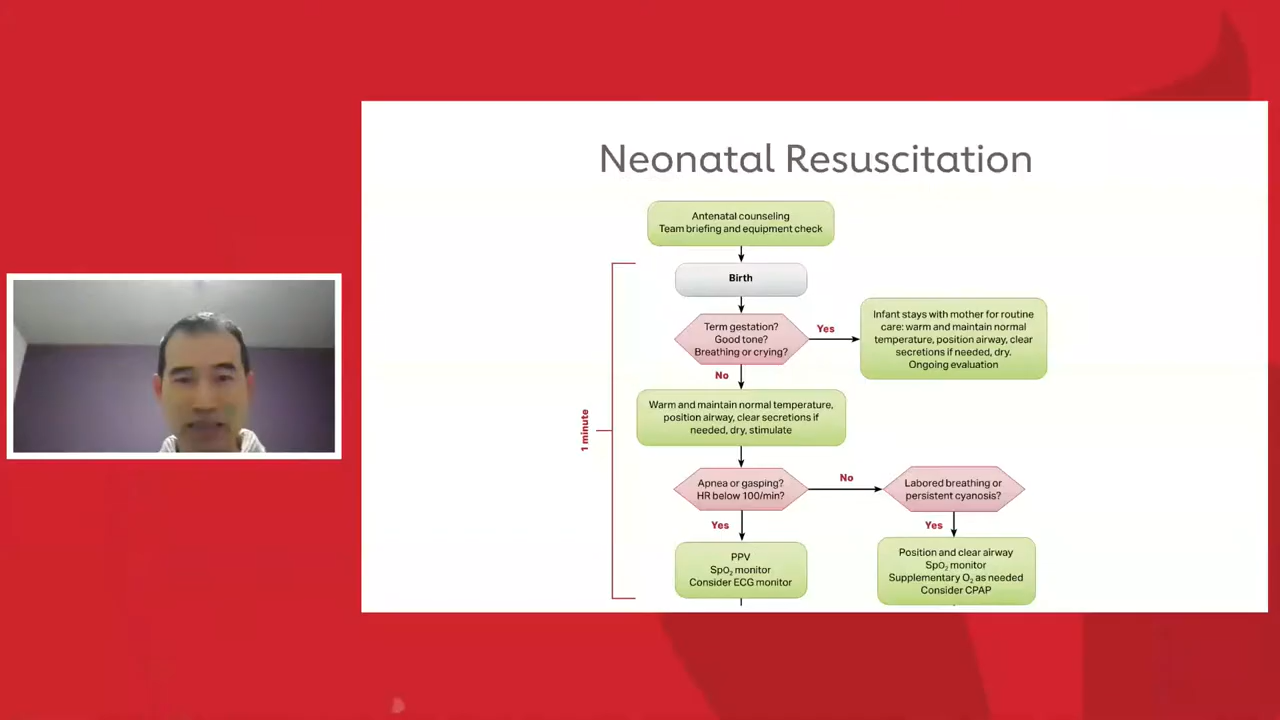 Neonatal Resuscitation
Antenatal counseling
Team briefing and equipment check
Birth
Term gestation?
Good tone?
Breathing or crying?
Yes
Infant stays with mother for routine
care: warm and maintain normal
temperature, position airway, clear
secretions if needed, dry.
Ongoing evaluation
No
Warm and maintain normal temperature,
position airway, clear secretions if
needed, dry, stimulate
1 minute
Apnea or gasping?
HR below 100/min?
No
Labored breathing or
persistent cyanosis?
Yes
Yes
PPV
SpO₂ monitor
Consider ECG monitor
Position and clear airway
SpO₂ monitor
Supplementary O₂ as needed
Consider CPAP